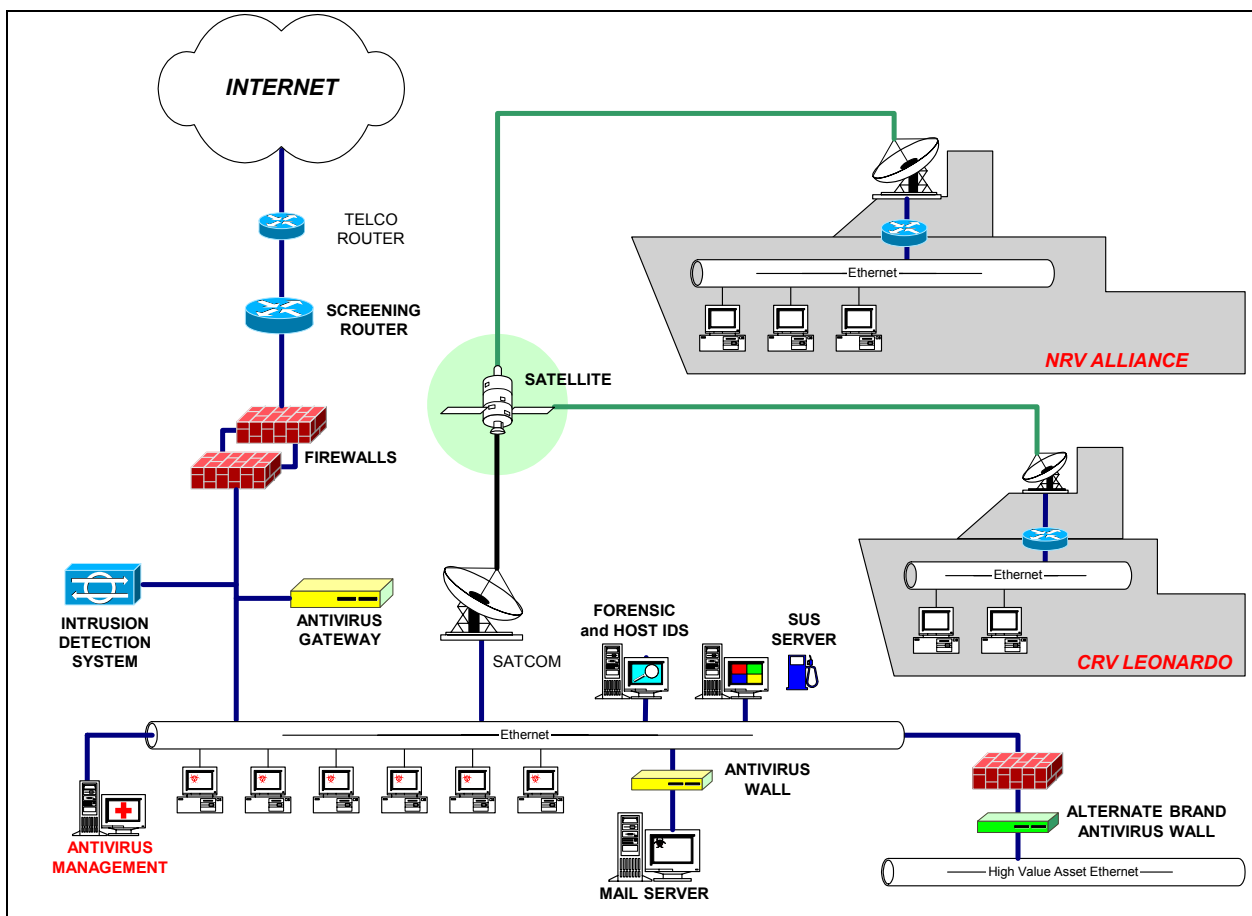 INTERNET
TELCO
ROUTER
SCREENING
ROUTER
FIREWALLS
INTRUSION
DETECTION
SYSTEM
ANTIVIRUS
GATEWAY
SATELLITE
SATCOM
Ethernet
NRV ALLIANCE
Ethernet
CRV LEONARDO
FORENSIC
and HOST IDS
SUS
SERVER
Ethernet
ANTIVIRUS
MANAGEMENT
ANTIVIRUS
WALL
MAIL SERVER
ALTERNATE BRAND
ANTIVIRUS WALL
High Value Asset Ethernet